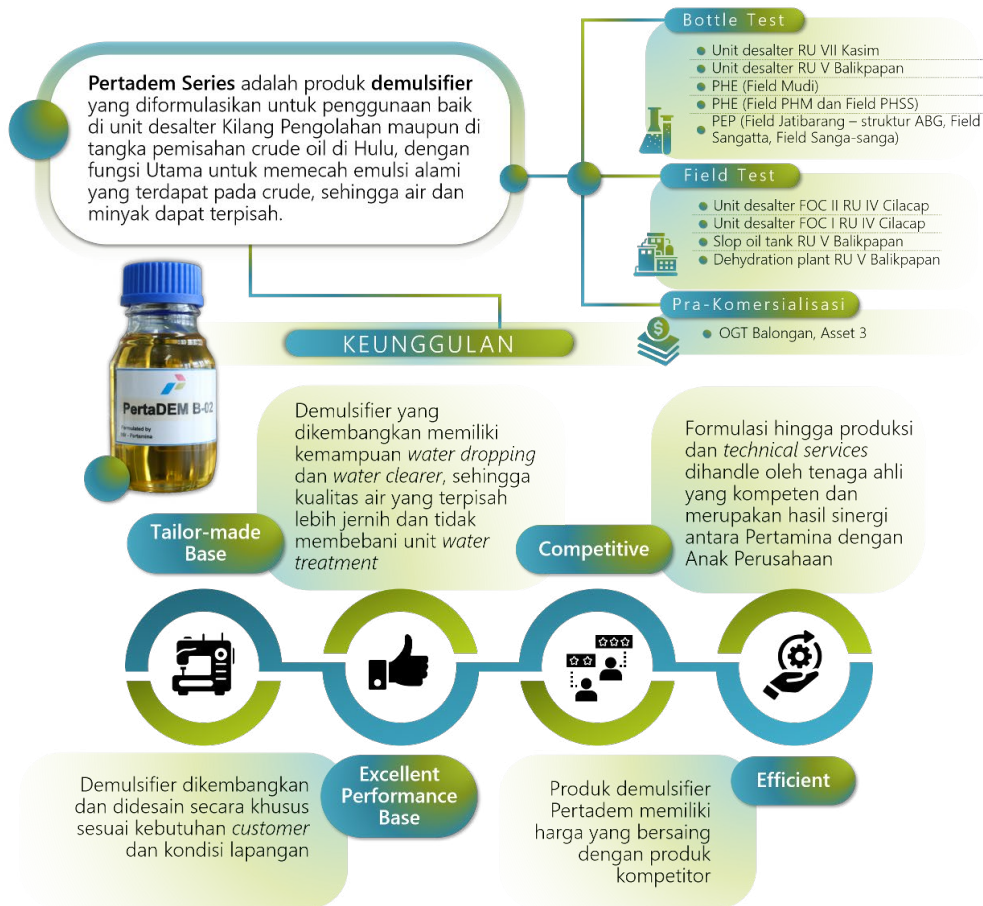 Pertadem Series adalah produk demulsifier
yang diformulasikan untuk penggunaan baik
di unit desalter Kilang Pengolahan maupun di
tangka pemisahan crude oil di Hulu, dengan
fungsi Utama untuk memecah emulsi alami
yang terdapat pada crude, sehingga air dan
minyak dapat terpisah.
Bottle Test
Unit desalter RU VII Kasim
Unit desalter RU V Balikpapan
PHE (Field Mudi)
PHE (Field PHM dan Field PHSS)
PEP (Field Jatibarang – struktur ABG, Field
Sangatta, Field Sanga-sanga)
Field Test
Unit desalter FOC II RU IV Cilacap
Unit desalter FOC I RU IV Cilacap
Slop oil tank RU V Balikpapan
Dehydration plant RU V Balikpapan
Pra-Komersialisasi
OGT Balongan, Asset 3
KEUNGGULAN
PertaDEM B-02
Formulated by
Pertamina
Demulsifier yang
dikembangkan memiliki
kemampuan water dropping
dan water clearer, sehingga
kualitas air yang terpisah
lebih jernih dan tidak
membebani unit water
treatment
Formulasi hingga produksi
dan technical services
dihandle oleh tenaga ahli
yang kompeten dan
merupakan hasil sinergi
antara Pertamina dengan
Anak Perusahaan
Tailor-made
Base
Competitive
Demulsifier dikembangkan
dan didesain secara khusus
sesuai kebutuhan customer
dan kondisi lapangan
Excellent
Performance
Base
Produk demulsifier
Pertadem memiliki
harga yang bersaing
dengan produk
kompetitor
Efficient